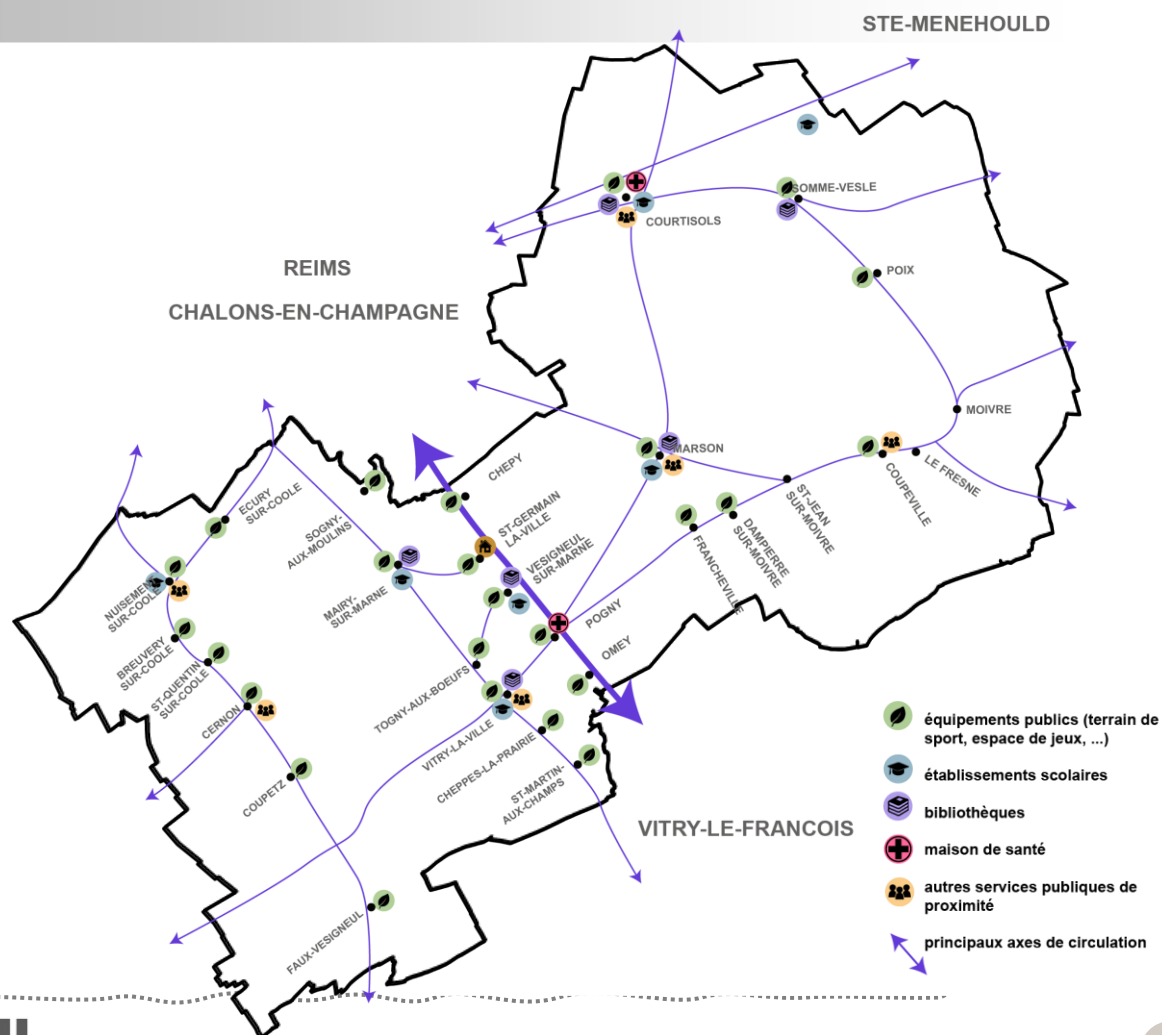 STE-MENEHOULD
SOMME-VESLE
COURTISOLS
REIMS
CHALONS-EN-CHAMPAGNE
POIX
MOIVRE
MARSON
CHEPY
LE FRESNE
COUPEVILLE
ECURY
SUR-COOLE
SOGNY-
AUX-MOULINS
ST-GERMAIN
LA-VILLE
ST-JEAN
SUR-MOIVRE
DAMPIERRE
SUR-MOIVRE
FRANCHEVILLE
VESIGNEUL
SUR-MARNE
MAIRY-
SUR-MARNE
NUISEMENT
SUR-COOLE
POGNY
OMEY
BREUVERY
SUR-COOLE
ST-QUENTIN
SUR-COOLE
TOGNY-AUX-BOEUFS
CERNON
VITRY-LA-VILLE
CHEPPES-LA-PRAIRIE
COUPETZ
ST-MARTIN-
AUX-CHAMPS
VITRY-LE-FRANCOIS
FAUX-VESIGNEUL
équipements publics (terrain de
sport, espace de jeux, ...)
établissements scolaires
bibliothèques
maison de santé
autres services publiques de
proximité
principaux axes de circulation